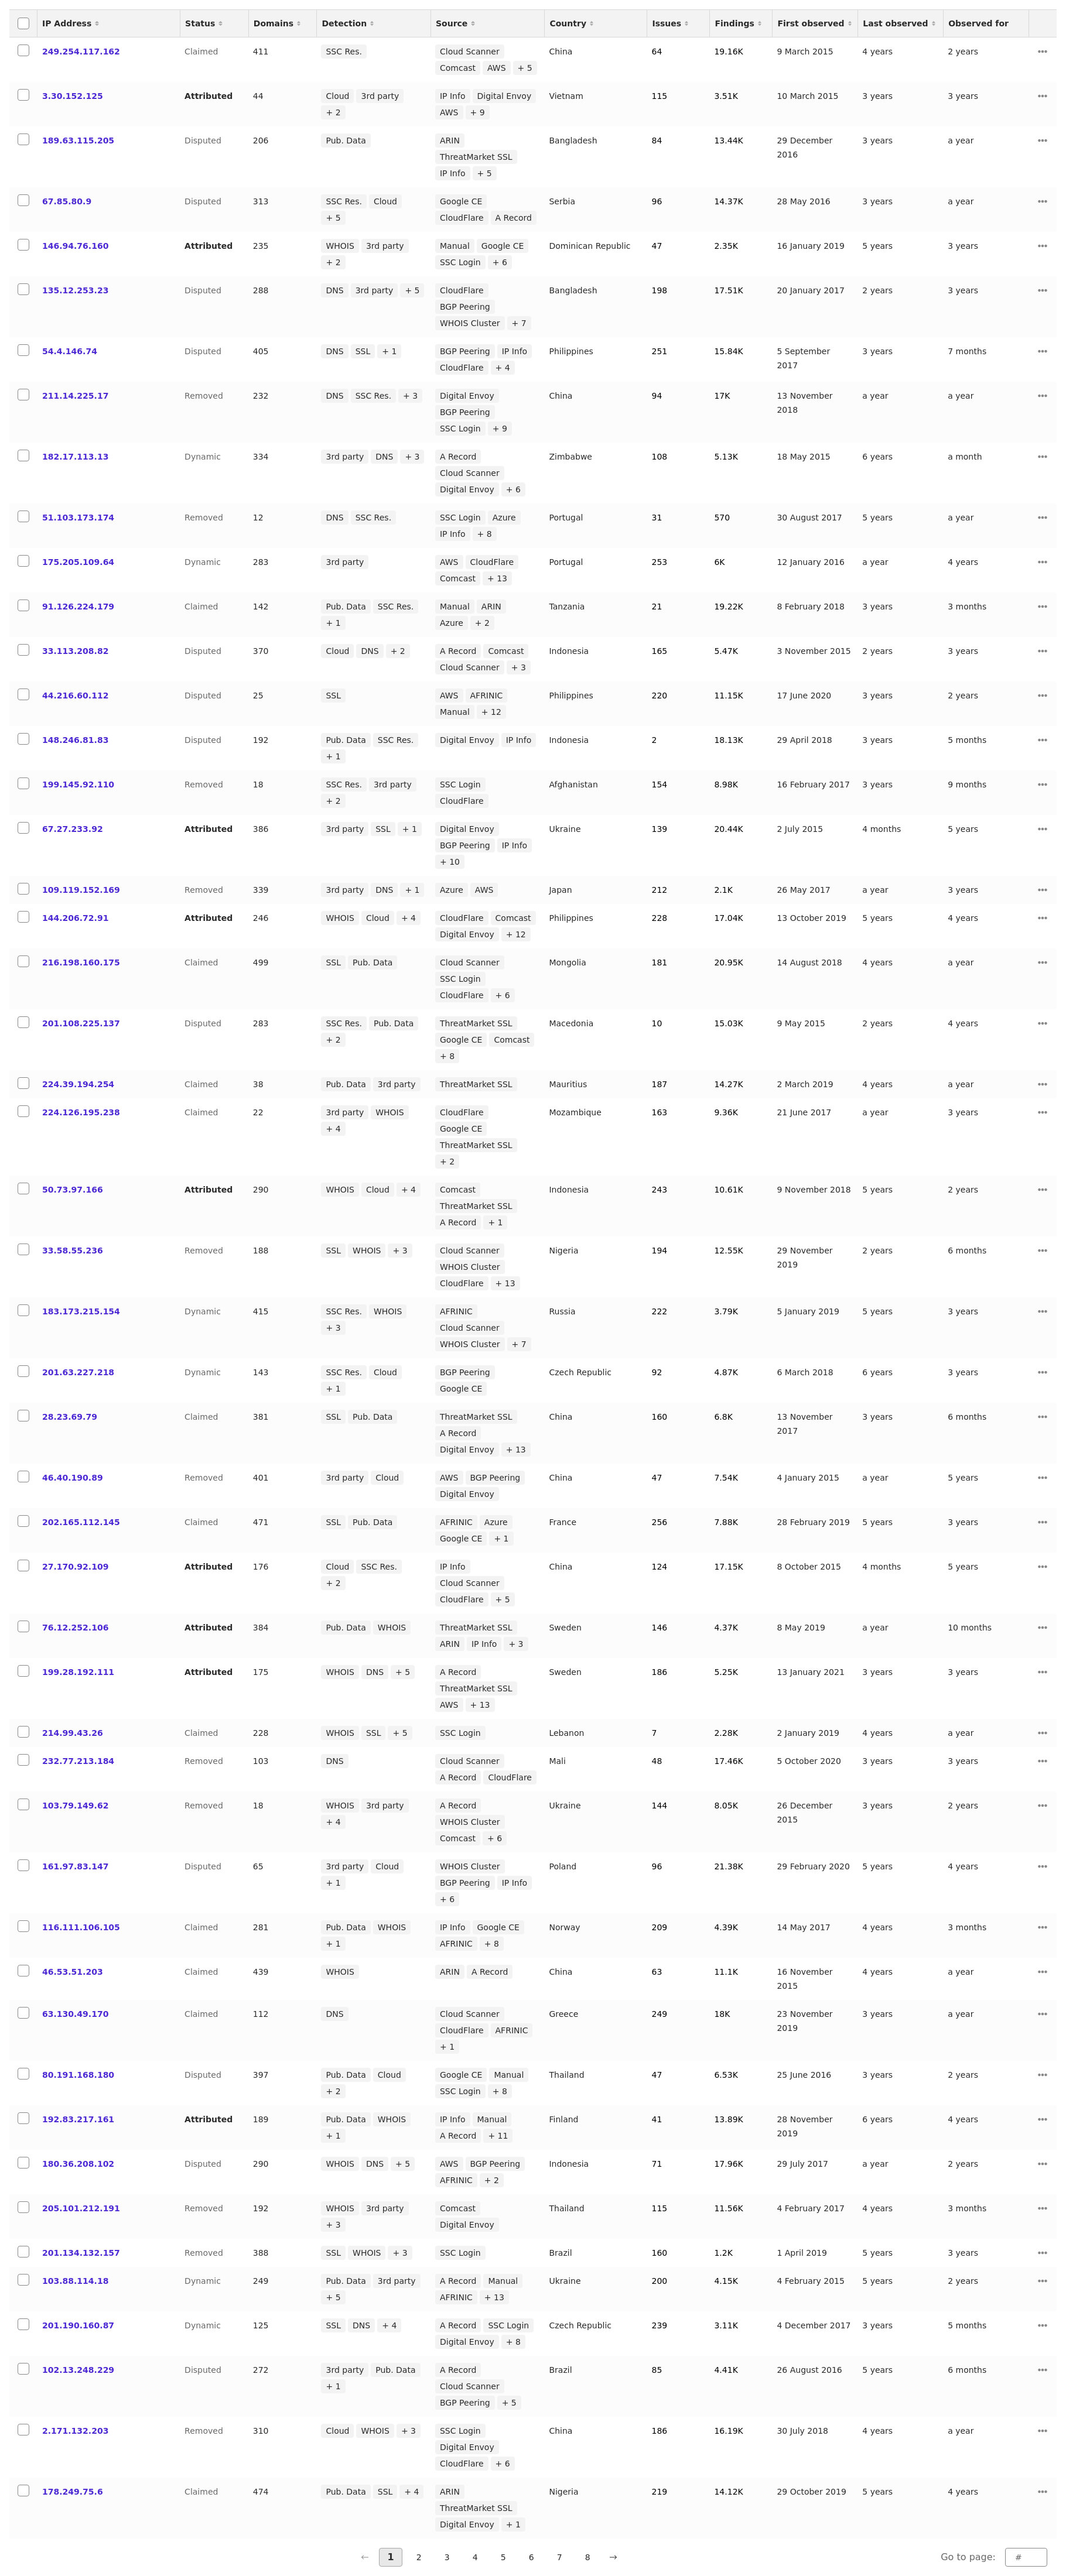 IP Address Status Domains Detection Source Country Issues Findings First observed Last observed Observed for
249.254.117.162 Claimed 411 SSC Res. Cloud Scanner China 64 19.16K 9 March 2015 4 years 2 years
Comcast AWS + 5
3.30.152.125 Attributed 44 Cloud 3rd party IP Info Digital Envoy Vietnam 115 3.51K 10 March 2015 3 years 3 years
+ 2 AWS + 9
189.63.115.205 Disputed 206 Pub. Data ARIN Bangladesh 84 13.44K 29 December 3 years a year
ThreatMarket SSL 2016
IP Info + 5
67.85.80.9 Disputed 313 SSC Res. Cloud Google CE Serbia 96 14.37K 28 May 2016 3 years a year
+ 5 CloudFlare A Record
146.94.76.160 Attributed 235 WHOIS 3rd party Manual Google CE Dominican Republic 47 2.35K 16 January 2019 5 years 3 years
+ 2 SSC Login + 6
135.12.253.23 Disputed 288 DNS 3rd party + 5 CloudFlare Bangladesh 198 17.51K 20 January 2017 2 years 3 years
BGP Peering
WHOIS Cluster + 7
54.4.146.74 Disputed 405 DNS SSL + 1 BGP Peering IP Info Philippines 251 15.84K 5 September 3 years 7 months
CloudFlare + 4 2017
211.14.225.17 Removed 232 DNS SSC Res. + 3 Digital Envoy China 94 17K 13 November a year a year
BGP Peering 2018
SSC Login + 9
182.17.113.13 Dynamic 334 3rd party DNS + 3 A Record Zimbabwe 108 5.13K 18 May 2015 6 years a month
Cloud Scanner
Digital Envoy + 6
51.103.173.174 Removed 12 DNS SSC Res. SSC Login Azure Portugal 31 570 30 August 2017 5 years a year
IP Info + 8
175.205.109.64 Dynamic 283 3rd party AWS CloudFlare Portugal 253 6K 12 January 2016 a year 4 years
Comcast + 13
91.126.224.179 Claimed 142 Pub. Data SSC Res. Manual ARIN Tanzania 21 19.22K 8 February 2018 3 years 3 months
+ 1 Azure + 2
33.113.208.82 Disputed 370 Cloud DNS + 2 A Record Comcast Indonesia 165 5.47K 3 November 2015 2 years 3 years
Cloud Scanner + 3
44.216.60.112 Disputed 25 SSL AWS AFRINIC Philippines 220 11.15K 17 June 2020 3 years 2 years
Manual + 12
148.246.81.83 Disputed 192 Pub. Data SSC Res. Digital Envoy IP Info Indonesia 2 18.13K 29 April 2018 3 years 5 months
+ 1
199.145.92.110 Removed 18 SSC Res. 3rd party SSC Login Afghanistan 154 8.98K 16 February 2017 3 years 9 months
+ 2 CloudFlare
67.27.233.92 Attributed 386 3rd party SSL + 1 Digital Envoy Ukraine 139 20.44K 2 July 2015 4 months 5 years
BGP Peering IP Info
+ 10
109.119.152.169 Removed 339 3rd party DNS + 1 Azure AWS Japan 212 2.1K 26 May 2017 a year 3 years
144.206.72.91 Attributed 246 WHOIS Cloud + 4 CloudFlare Comcast Philippines 228 17.04K 13 October 2019 5 years 4 years
Digital Envoy + 12
216.198.160.175 Claimed 499 SSL Pub. Data Cloud Scanner Mongolia 181 20.95K 14 August 2018 4 years a year
SSC Login
CloudFlare + 6
201.108.225.137 Disputed 283 SSC Res. Pub. Data ThreatMarket SSL Macedonia 10 15.03K 9 May 2015 2 years 4 years
+ 2 Google CE Comcast
+ 8
224.39.194.254 Claimed 38 Pub. Data 3rd party ThreatMarket SSL Mauritius 187 14.27K 2 March 2019 4 years a year
224.126.195.238 Claimed 22 3rd party WHOIS CloudFlare Mozambique 163 9.36K 21 June 2017 a year 3 years
+ 4 Google CE
ThreatMarket SSL
+ 2
50.73.97.166 Attributed 290 WHOIS Cloud + 4 Comcast Indonesia 243 10.61K 9 November 2018 5 years 2 years
ThreatMarket SSL
A Record + 1
33.58.55.236 Removed 188 SSL WHOIS + 3 Cloud Scanner Nigeria 194 12.55K 29 November 2 years 6 months
WHOIS Cluster 2019
CloudFlare + 13
183.173.215.154 Dynamic 415 SSC Res. WHOIS AFRINIC Russia 222 3.79K 5 January 2019 5 years 3 years
+ 3 Cloud Scanner
WHOIS Cluster + 7
201.63.227.218 Dynamic 143 SSC Res. Cloud BGP Peering Czech Republic 92 4.87K 6 March 2018 6 years 3 years
+ 1 Google CE
28.23.69.79 Claimed 381 SSL Pub. Data ThreatMarket SSL China 160 6.8K 13 November 3 years 6 months
A Record 2017
Digital Envoy + 13
46.40.190.89 Removed 401 3rd party Cloud AWS BGP Peering China 47 7.54K 4 January 2015 a year 5 years
Digital Envoy
202.165.112.145 Claimed 471 SSL Pub. Data AFRINIC Azure France 256 7.88K 28 February 2019 5 years 3 years
Google CE + 1
27.170.92.109 Attributed 176 Cloud SSC Res. IP Info China 124 17.15K 8 October 2015 4 months 5 years
+ 2 Cloud Scanner
CloudFlare + 5
76.12.252.106 Attributed 384 Pub. Data WHOIS ThreatMarket SSL Sweden 146 4.37K 8 May 2019 a year 10 months
ARIN IP Info + 3
199.28.192.111 Attributed 175 WHOIS DNS + 5 A Record Sweden 186 5.25K 13 January 2021 3 years 3 years
ThreatMarket SSL
AWS + 13
214.99.43.26 Claimed 228 WHOIS SSL + 5 SSC Login Lebanon 7 2.28K 2 January 2019 4 years a year
232.77.213.184 Removed 103 DNS Cloud Scanner Mali 48 17.46K 5 October 2020 3 years 3 years
A Record CloudFlare
103.79.149.62 Removed 18 WHOIS 3rd party A Record Ukraine 144 8.05K 26 December 3 years 2 years
+ 4 WHOIS Cluster 2015
Comcast + 6
161.97.83.147 Disputed 65 3rd party Cloud WHOIS Cluster Poland 96 21.38K 29 February 2020 5 years 4 years
+ 1 BGP Peering IP Info
+ 6
116.111.106.105 Claimed 281 Pub. Data WHOIS IP Info Google CE Norway 209 4.39K 14 May 2017 4 years 3 months
+ 1 AFRINIC + 8
46.53.51.203 Claimed 439 WHOIS ARIN A Record China 63 11.1K 16 November 4 years a year
2015
63.130.49.170 Claimed 112 DNS Cloud Scanner Greece 249 18K 23 November 3 years a year
CloudFlare AFRINIC 2019
+ 1
80.191.168.180 Disputed 397 Pub. Data Cloud Google CE Manual Thailand 47 6.53K 25 June 2016 3 years 2 years
+ 2 SSC Login + 8
192.83.217.161 Attributed 189 Pub. Data WHOIS IP Info Manual Finland 41 13.89K 28 November 6 years 4 years
+ 1 A Record + 11 2019
180.36.208.102 Disputed 290 WHOIS DNS + 5 AWS BGP Peering Indonesia 71 17.96K 29 July 2017 a year 2 years
AFRINIC + 2
205.101.212.191 Removed 192 WHOIS 3rd party Comcast Thailand 115 11.56K 4 February 2017 4 years 3 months
+ 3 Digital Envoy
201.134.132.157 Removed 388 SSL WHOIS + 3 SSC Login Brazil 160 1.2K 1 April 2019 5 years 3 years
103.88.114.18 Dynamic 249 Pub. Data 3rd party A Record Manual Ukraine 200 4.15K 4 February 2015 5 years 2 years
+ 5 AFRINIC + 13
201.190.160.87 Dynamic 125 SSL DNS + 4 A Record SSC Login Czech Republic 239 3.11K 4 December 2017 3 years 5 months
Digital Envoy + 8
102.13.248.229 Disputed 272 3rd party Pub. Data A Record Brazil 85 4.41K 26 August 2016 5 years 6 months
+ 1 Cloud Scanner
BGP Peering + 5
2.171.132.203 Removed 310 Cloud WHOIS + 3 SSC Login China 186 16.19K 30 July 2018 4 years a year
Digital Envoy
CloudFlare + 6
178.249.75.6 Claimed 474 Pub. Data SSL + 4 ARIN Nigeria 219 14.12K 29 October 2019 5 years 4 years
ThreatMarket SSL
Digital Envoy + 1
← 1 2 3 4 5 6 7 8 → Go to page: #